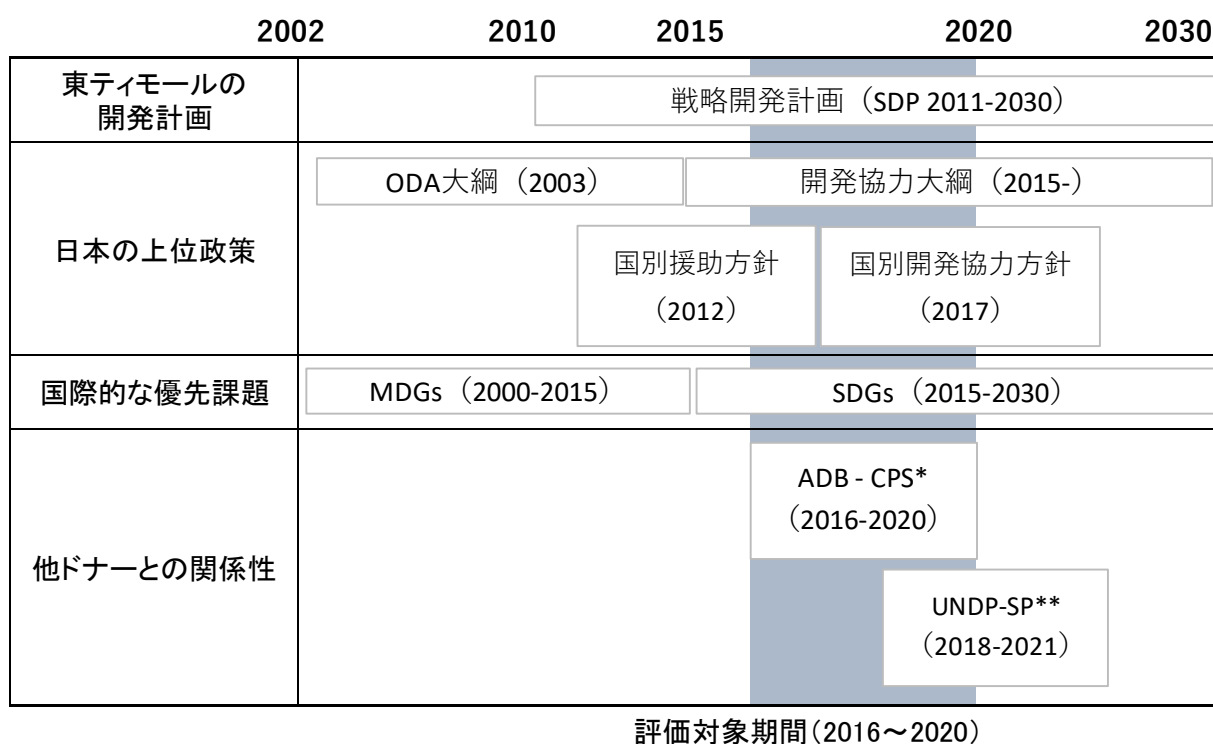 2002 2010 2015 2020 2030
東ティモールの
開発計画
戦略開発計画（SDP 2011-2030）
日本の上位政策
ODA大綱（2003）
開発協力大綱（2015-）
国別援助方針
（2012）
国別開発協力方針
（2017）
国際的な優先課題
MDGs（2000-2015）
SDGs（2015-2030）
他ドナーとの関係性
ADB - CPS*
（2016-2020）
UNDP-SP**
（2018-2021）
評価対象期間(2016～2020)